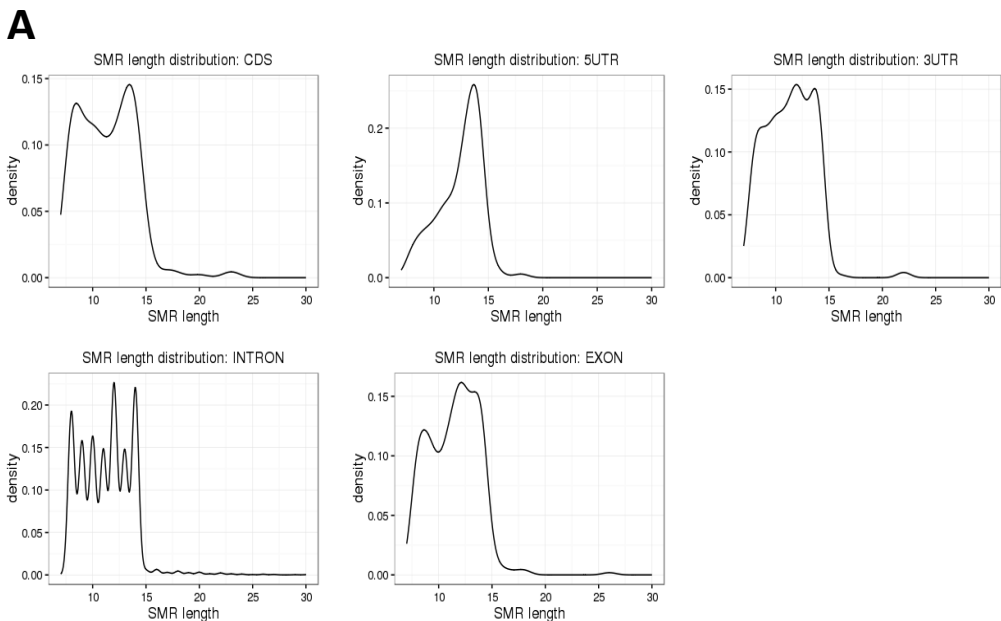 A
SMR length distribution: CDS
0.15
0.10
0.05
0.00
density
10 15 20 25 30
SMR length
SMR length distribution: 5UTR
0.2
0.1
0.0
density
10 15 20 25 30
SMR length
SMR length distribution: 3UTR
0.15
0.10
0.05
0.00
density
10 15 20 25 30
SMR length
SMR length distribution: INTRON
0.20
0.15
0.10
0.05
0.00
density
10 15 20 25 30
SMR length
SMR length distribution: EXON
0.15
0.10
0.05
0.00
density
10 15 20 25 30
SMR length